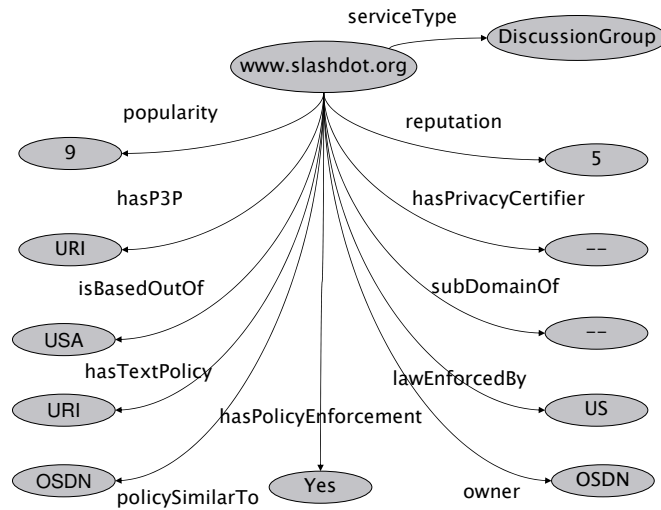 serviceType
DiscussionGroup
www.slashdot.org
popularity
reputation
9
5
hasP3P
hasPrivacyCertifier
URI
--
isBasedOutOf
subDomainOf
USA
--
hasTextPolicy
lawEnforcedBy
URI
hasPolicyEnforcement
US
OSDN
policySimilarTo
Yes
owner
OSDN